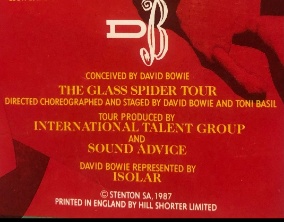 DB
CONCEIVED BY DAVID BOWIE
THE GLASS SPIDER TOUR
DIRECTED CHOREOGRAPHED AND STAGED BY DAVID BOWIE AND TONI BASIL
TOUR PRODUCED BY
INTERNATIONAL TALENT GROUP
AND
SOUND ADVICE
DAVID BOWIE REPRESENTED BY
ISOLAR
© STENTON SA, 1987
PRINTED IN ENGLAND BY HILL SHORTER LIMITED